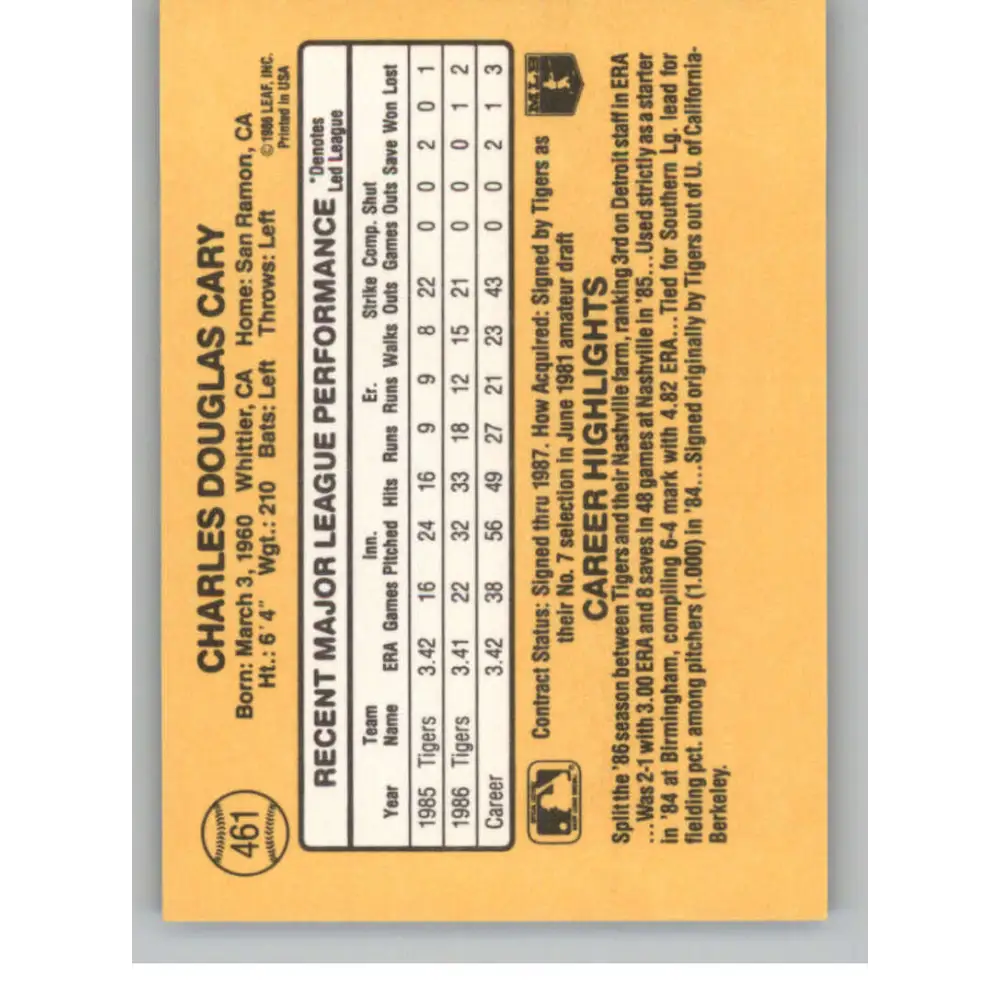 461
CHARLES DOUGLAS CARY
Born: March 3, 1960 Whittier, CA Home: San Ramon, CA
Ht.: 6' 4" Wgt.: 210 Bats: Left Throws: Left
© 1986 LEAF, INC.
Printed in USA
RECENT MAJOR LEAGUE PERFORMANCE
*Denotes
Led League
Year Team Name ERA Games Inn. Pitched Hits Runs Er. Runs Walks Strike Outs Comp. Games Shut Outs Save Won Lost
1985 Tigers 3.42 16 24 16 9 9 8 22 0 0 2 0 1
1986 Tigers 3.41 22 32 33 18 12 15 21 0 0 0 1 2
Career 3.42 38 56 49 27 21 23 43 0 0 2 1 3
Contract Status: Signed thru 1987. How Acquired: Signed by Tigers as
their No. 7 selection in June 1981 amateur draft
MLB
CAREER HIGHLIGHTS
Split the '86 season between Tigers and their Nashville farm, ranking 3rd on Detroit staff in ERA
...Was 2-1 with 3.00 ERA and 8 saves in 48 games at Nashville in '85...Used strictly as a starter
in '84 at Birmingham, compiling 6-4 mark with 4.82 ERA...Tied for Southern Lg. lead for
fielding pct. among pitchers (1.000) in '84...Signed originally by Tigers out of U. of California-
Berkeley.